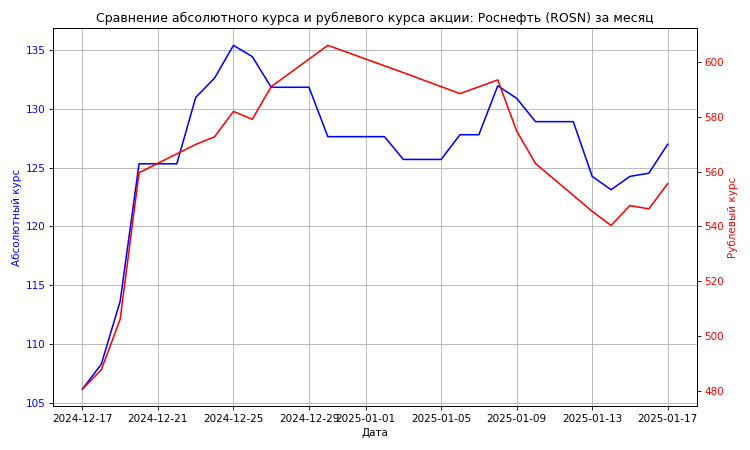 Сравнение абсолютного курса и рублевого курса акции: Роснефть (ROSN) за месяц
135
130
125
120
115
110
105
Абсолютный курс
600
580
560
540
520
500
480
Рублевый курс
2024-12-17 2024-12-21 2024-12-25 2024-12-29 2025-01-01 2025-01-05 2025-01-09 2025-01-13 2025-01-17
Дата